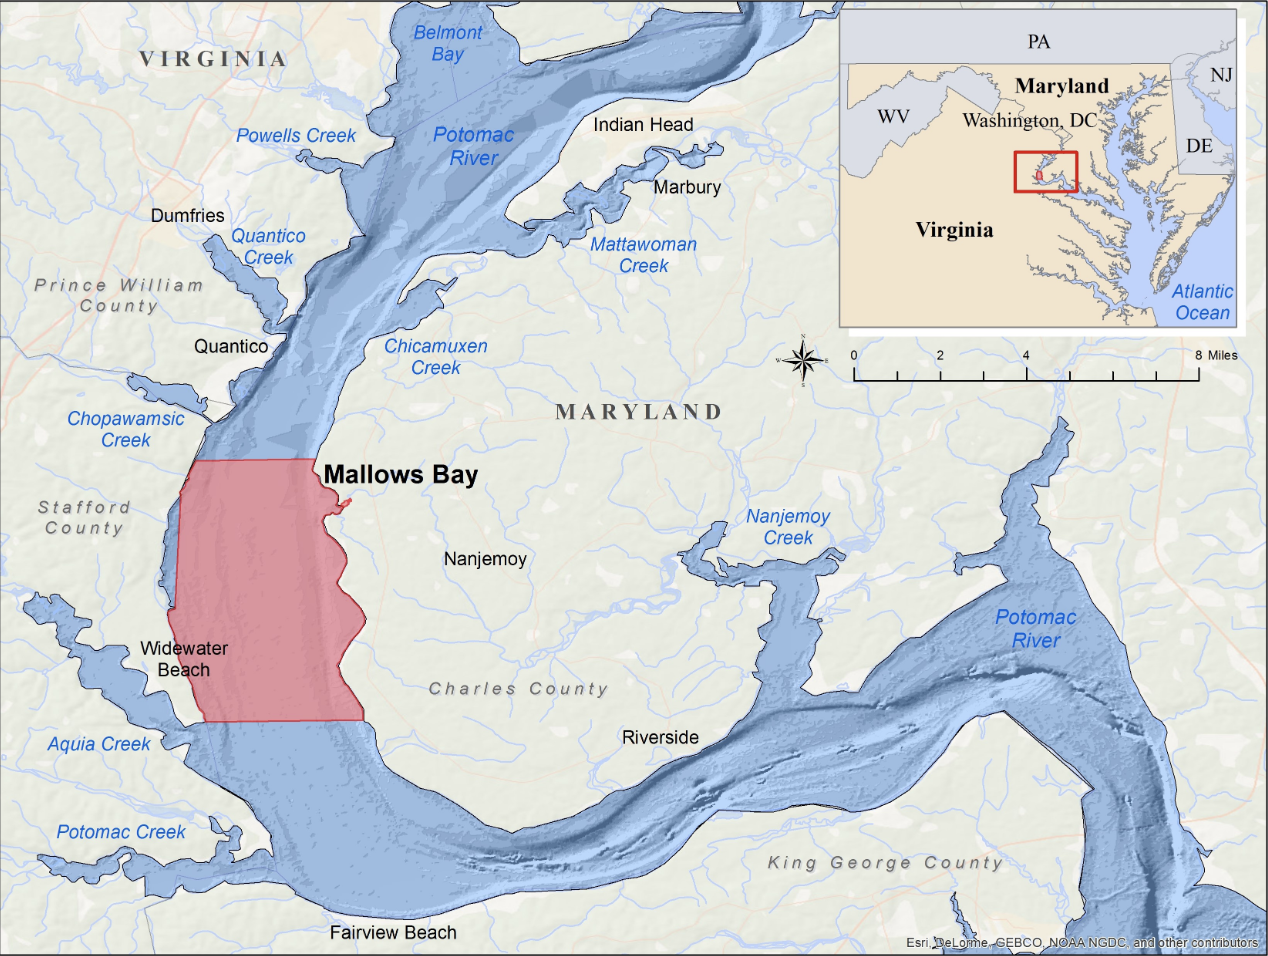 Belmont
Bay
VIRGINIA
PA
NJ
Maryland
WV
Washington, DC
DE
Virginia
Atlantic
Ocean
Powells Creek
Potomac
River
Indian Head
Marbury
Dumfries
Quantico
Creek
Mattawoman
Creek
Prince William
County
Quantico
Chicamuxen
Creek
N
W
E
S
0 2 4 8 Miles
Chopawamsic
Creek
MARYLAND
Mallows Bay
Stafford
County
Nanjemoy
Creek
Nanjemoy
Potomac
River
Widewater
Beach
Charles County
Aquia Creek
Riverside
Potomac Creek
King George County
Fairview Beach
Esri, DeLorme, GEBCO, NOAA NGDC, and other contributors